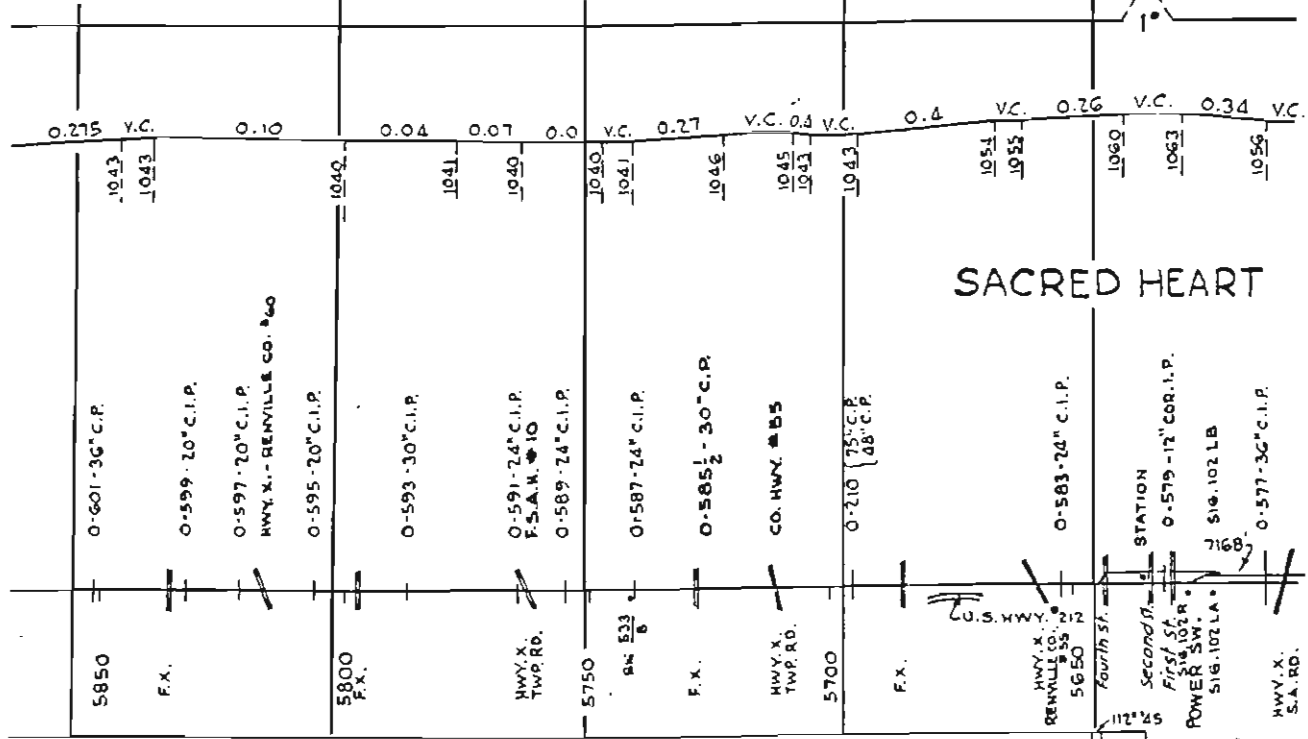 1°
0.275 V.C. 0.10 0.04 0.07 0.0 V.C. 0.27 V.C. 0.4 V.C. 0.4 V.C. 0.26 V.C. 0.34 V.C.
1043
1043
1040
1041
1040
1040
1041
1046
1045
1043
1043
1054
1055
1060
1063
1056
SACRED HEART
0-601-36" C.P.
0-599-20" C.I.P.
0-597-20" C.I.P.
HWY. X.-RENVILLE CO. #60
0-595-20" C.I.P.
0-593-30" C.I.P.
0-591-24" C.I.P.
F.S.A.H. #10
0-589-24" C.I.P.
0-587-24" C.I.P.
0-585½-30" C.P.
CO. HWY. #55
0-210 { 75" C.P.
48" C.P.
0-583-24" C.I.P.
STATION
0-579-12" COR.I.P.
SIG. 102 LB
7168'
0-577-36" C.I.P.
5850
F.X.
5800
F.X.
HWY. X.
TWP. RD.
5750
533
B
F.X.
HWY. X.
TWP. RD.
5700
F.X.
U.S. HWY. 212
HWY. X.
RENVILLE CO.
#55
5650
Fourth St.
Second St.
First St.
SIG. 102 R
POWER SW.
SIG. 102 LA
HWY. X.
S.A. RD.
112° 45